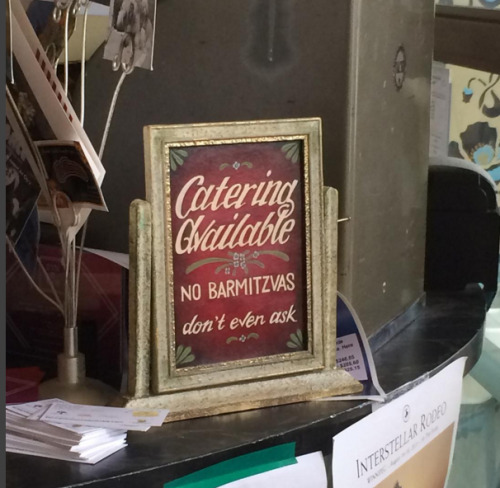 Catering
Available
NO BARMITZVAS
don't even ask
INTERSTELLAR RODEO